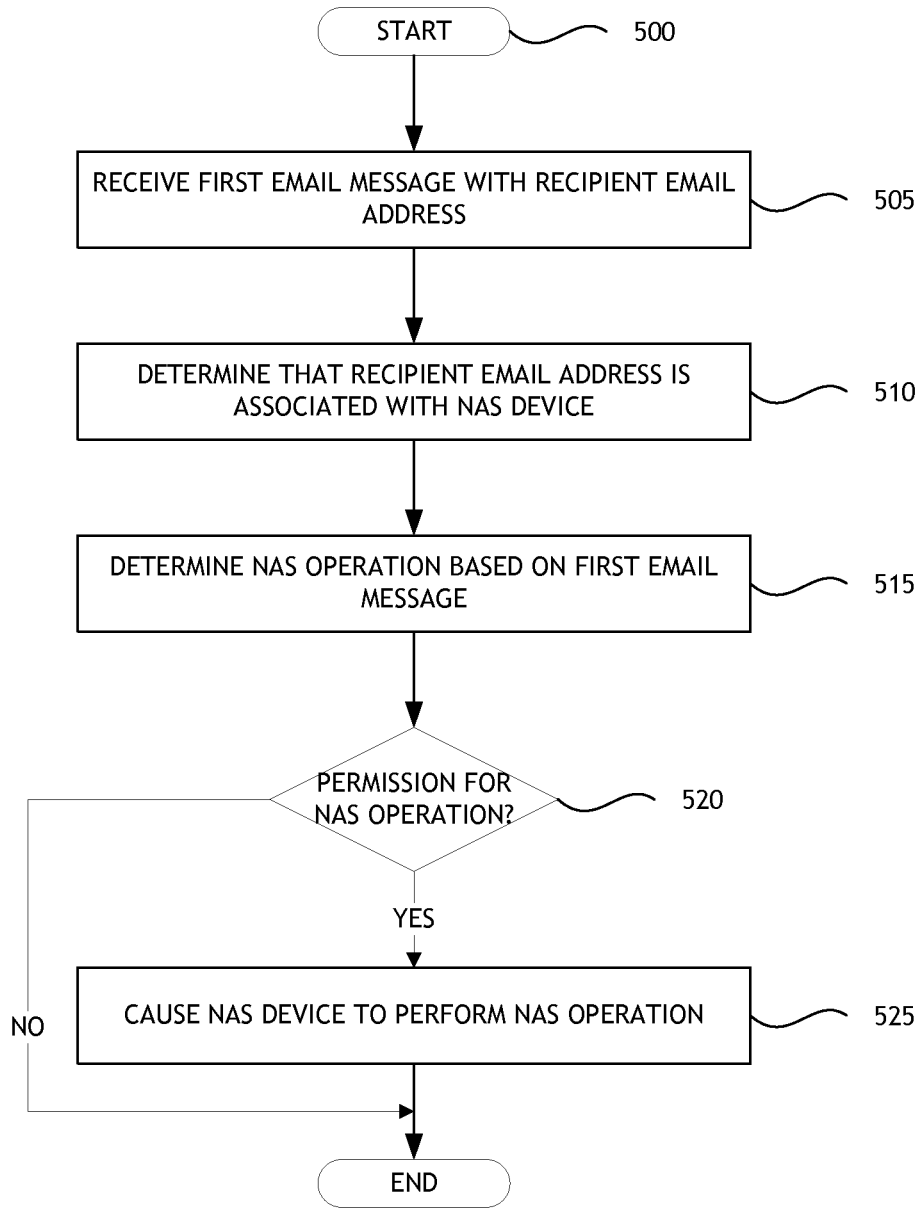 START
500
RECEIVE FIRST EMAIL MESSAGE WITH RECIPIENT EMAIL
ADDRESS
505
DETERMINE THAT RECIPIENT EMAIL ADDRESS IS
ASSOCIATED WITH NAS DEVICE
510
DETERMINE NAS OPERATION BASED ON FIRST EMAIL
MESSAGE
515
PERMISSION FOR
NAS OPERATION?
520
YES
CAUSE NAS DEVICE TO PERFORM NAS OPERATION
525
NO
END